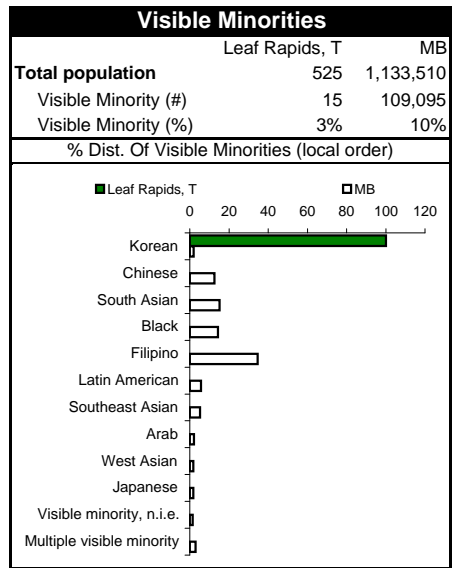 Visible Minorities
Leaf Rapids, T MB
Total population 525 1,133,510
Visible Minority (#) 15 109,095
Visible Minority (%) 3% 10%
% Dist. Of Visible Minorities (local order)
Leaf Rapids, T MB
0 20 40 60 80 100 120
Korean
Chinese
South Asian
Black
Filipino
Latin American
Southeast Asian
Arab
West Asian
Japanese
Visible minority, n.i.e.
Multiple visible minority